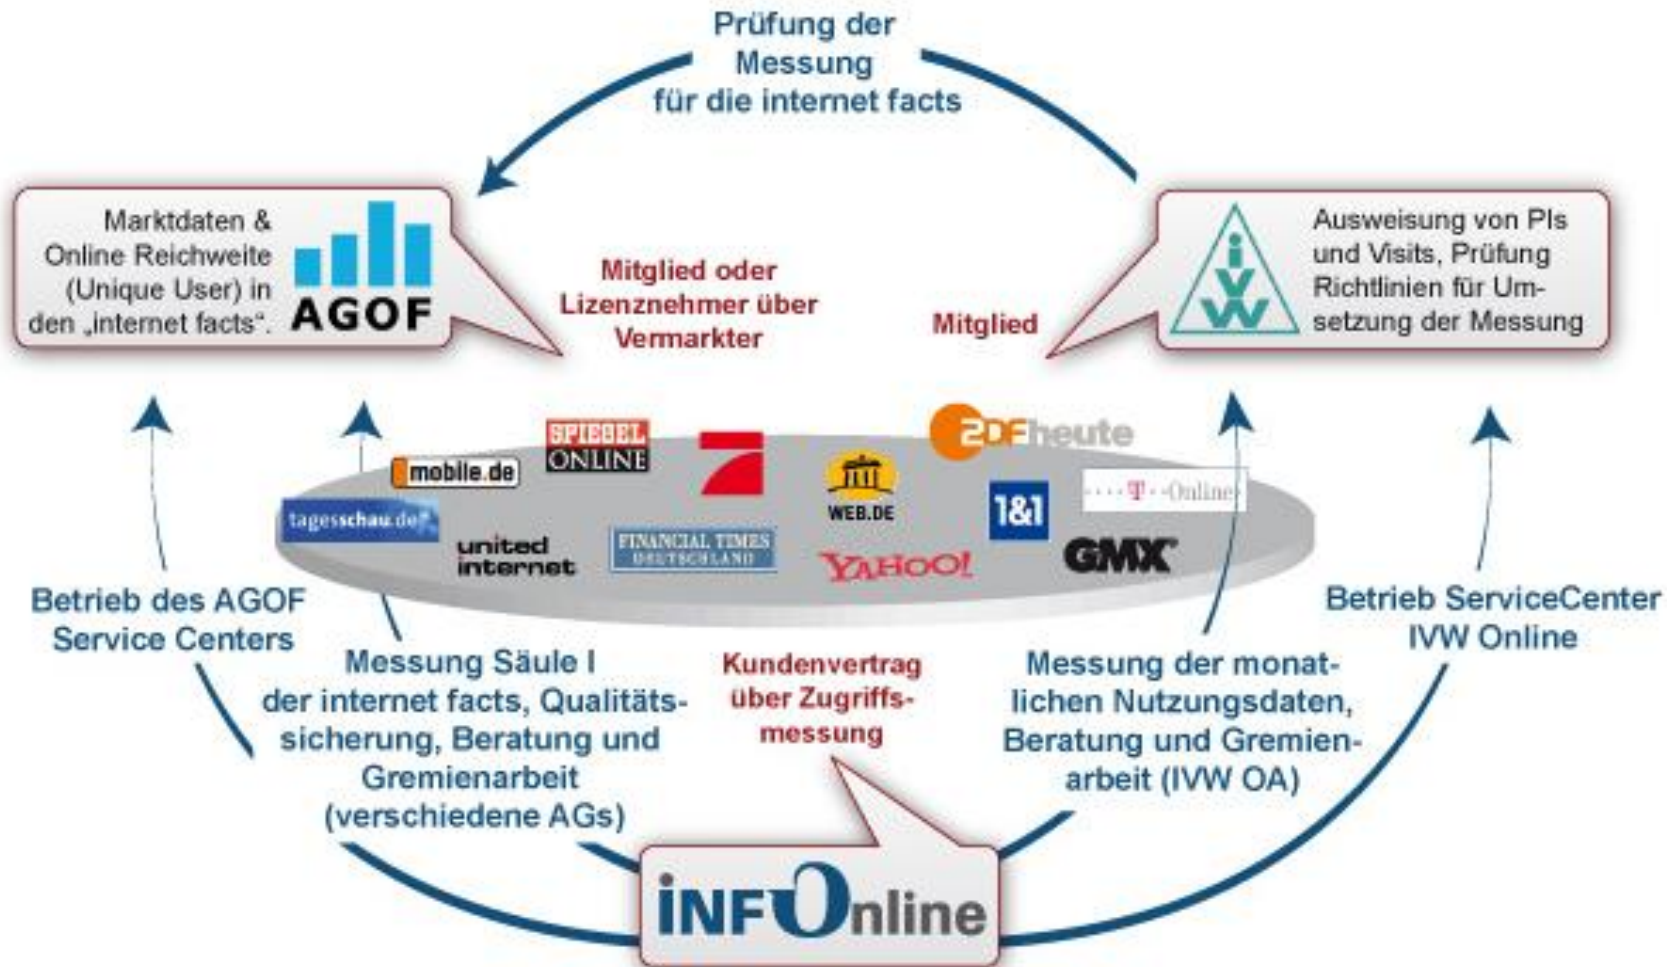 Prüfung der
Messung
für die internet facts
Marktdaten &
Online Reichweite
(Unique User) in
den „internet facts“.
AGOF
Mitglied oder
Lizenznehmer über
Vermarkter
Mitglied
iVW
Ausweisung von PIs
und Visits, Prüfung
Richtlinien für Um-
setzung der Messung
SPIEGEL
ONLINE
mobile.de
tagesschau.de
united
internet
FINANCIAL TIMES
DEUTSCHLAND
WEB.DE
YAHOO!
ZDFheute
1&1
T-Online
GMX
Betrieb des AGOF
Service Centers
Messung Säule I
der internet facts, Qualitäts-
sicherung, Beratung und
Gremienarbeit
(verschiedene AGs)
Kundenvertrag
über Zugriffs-
messung
Messung der monat-
lichen Nutzungsdaten,
Beratung und Gremien-
arbeit (IVW OA)
Betrieb ServiceCenter
IVW Online
iNFOnline